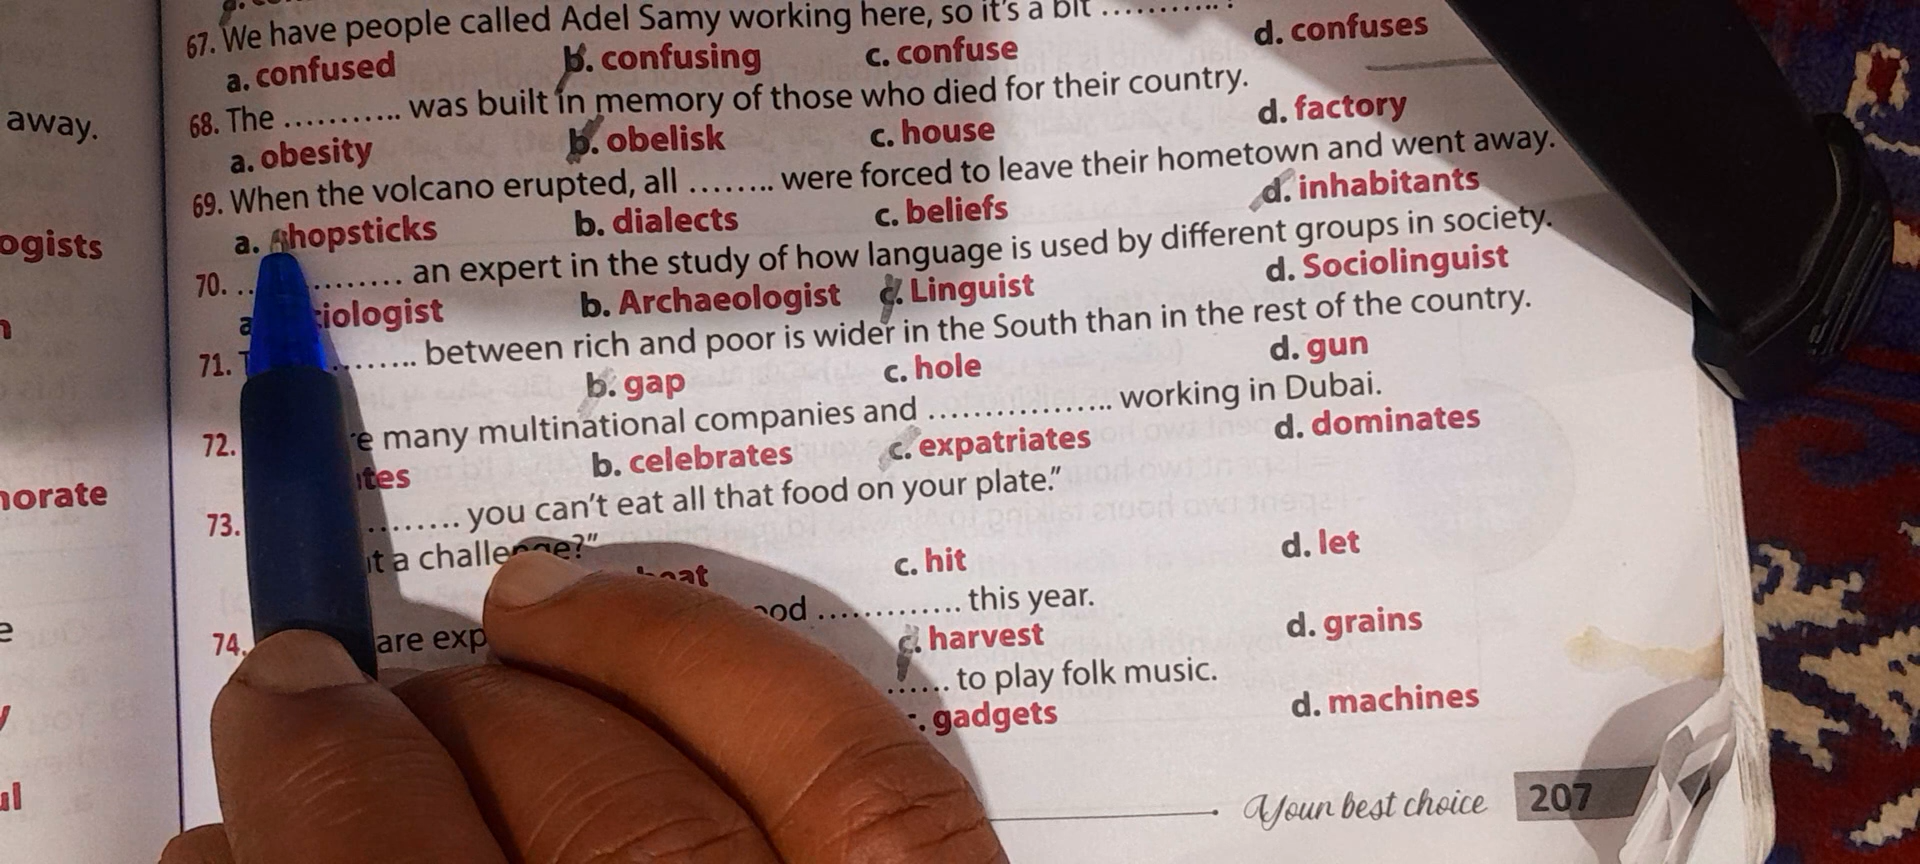 67. We have people called Adel Samy working here, so it's a bit ...........
a. confused b. confusing c. confuse d. confuses
68. The ........... was built in memory of those who died for their country.
a. obesity b. obelisk c. house d. factory
69. When the volcano erupted, all ........ were forced to leave their hometown and went away.
a. hopsticks b. dialects c. beliefs d. inhabitants
70. ........... an expert in the study of how language is used by different groups in society.
iologist b. Archaeologist c. Linguist d. Sociolinguist
71. ........ between rich and poor is wider in the South than in the rest of the country.
b. gap c. hole d. gun
72. e many multinational companies and ................ working in Dubai.
tes b. celebrates c. expatriates d. dominates
73. ........ you can't eat all that food on your plate."
it a challenge?"
c. hit d. let
74. are exp ............. this year.
c. harvest d. grains
...... to play folk music.
gadgets d. machines
Your best choice 207
away.
ogists
norate